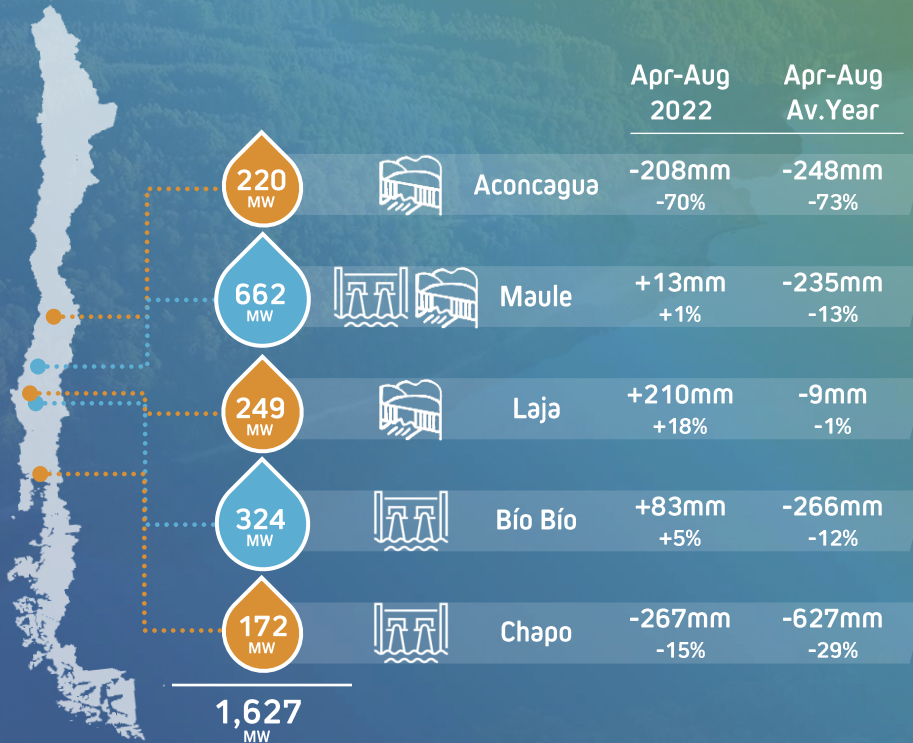 Apr-Aug Apr-Aug
2022 Av.Year
220
MW
Aconcagua
-208mm -248mm
-70% -73%
662
MW
Maule
+13mm -235mm
+1% -13%
249
MW
Laja
+210mm -9mm
+18% -1%
324
MW
Bío Bío
+83mm -266mm
+5% -12%
172
MW
Chapo
-267mm -627mm
-15% -29%
1,627
MW